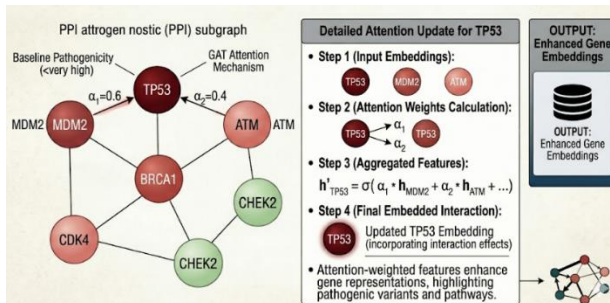 PPI attrogen nostic (PPI) subgraph
Baseline Pathogenicity
(<very high)
GAT Attention
Mechanism
TP53
α₁=0.6
α₂=0.4
MDM2
MDM2
ATM
ATM
BRCA1
CHEK2
CDK4
CHEK2
Detailed Attention Update for TP53
• Step 1 (Input Embeddings):
TP53
MDM2
ATM
• Step 2 (Attention Weights Calculation)
TP53
α₁
α₂
TP53
• Step 3 (Aggregated Features):
h'TP53 = σ( α₁ * hMDM2 + α₂ * hATM + ...)
• Step 4 (Final Embedded Interaction):
TP53
Updated TP53 Embedding
(incorporating interaction effects)
• Attention-weighted features enhance
gene representations, highlighting
pathogenic variants and pathways.
OUTPUT:
Enhanced Gene
Embeddings
OUTPUT:
Enhanced Gene
Embeddings